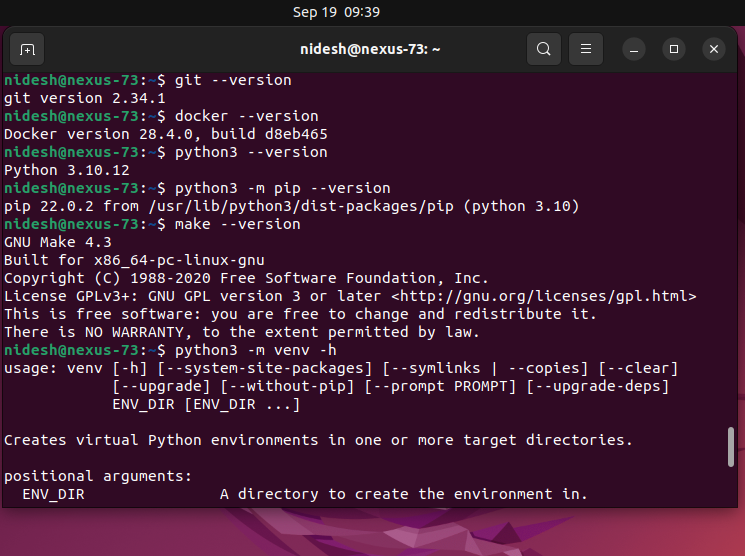 Sep 19  09:39
nidesh@nexus-73: ~
nidesh@nexus-73:~$ git --version
git version 2.34.1
nidesh@nexus-73:~$ docker --version
Docker version 28.4.0, build d8eb465
nidesh@nexus-73:~$ python3 --version
Python 3.10.12
nidesh@nexus-73:~$ python3 -m pip --version
pip 22.0.2 from /usr/lib/python3/dist-packages/pip (python 3.10)
nidesh@nexus-73:~$ make --version
GNU Make 4.3
Built for x86_64-pc-linux-gnu
Copyright (C) 1988-2020 Free Software Foundation, Inc.
License GPLv3+: GNU GPL version 3 or later <http://gnu.org/licenses/gpl.html>
This is free software: you are free to change and redistribute it.
There is NO WARRANTY, to the extent permitted by law.
nidesh@nexus-73:~$ python3 -m venv -h
usage: venv [-h] [--system-site-packages] [--symlinks | --copies] [--clear]
            [--upgrade] [--without-pip] [--prompt PROMPT] [--upgrade-deps]
            ENV_DIR [ENV_DIR ...]
Creates virtual Python environments in one or more target directories.
positional arguments:
  ENV_DIR               A directory to create the environment in.